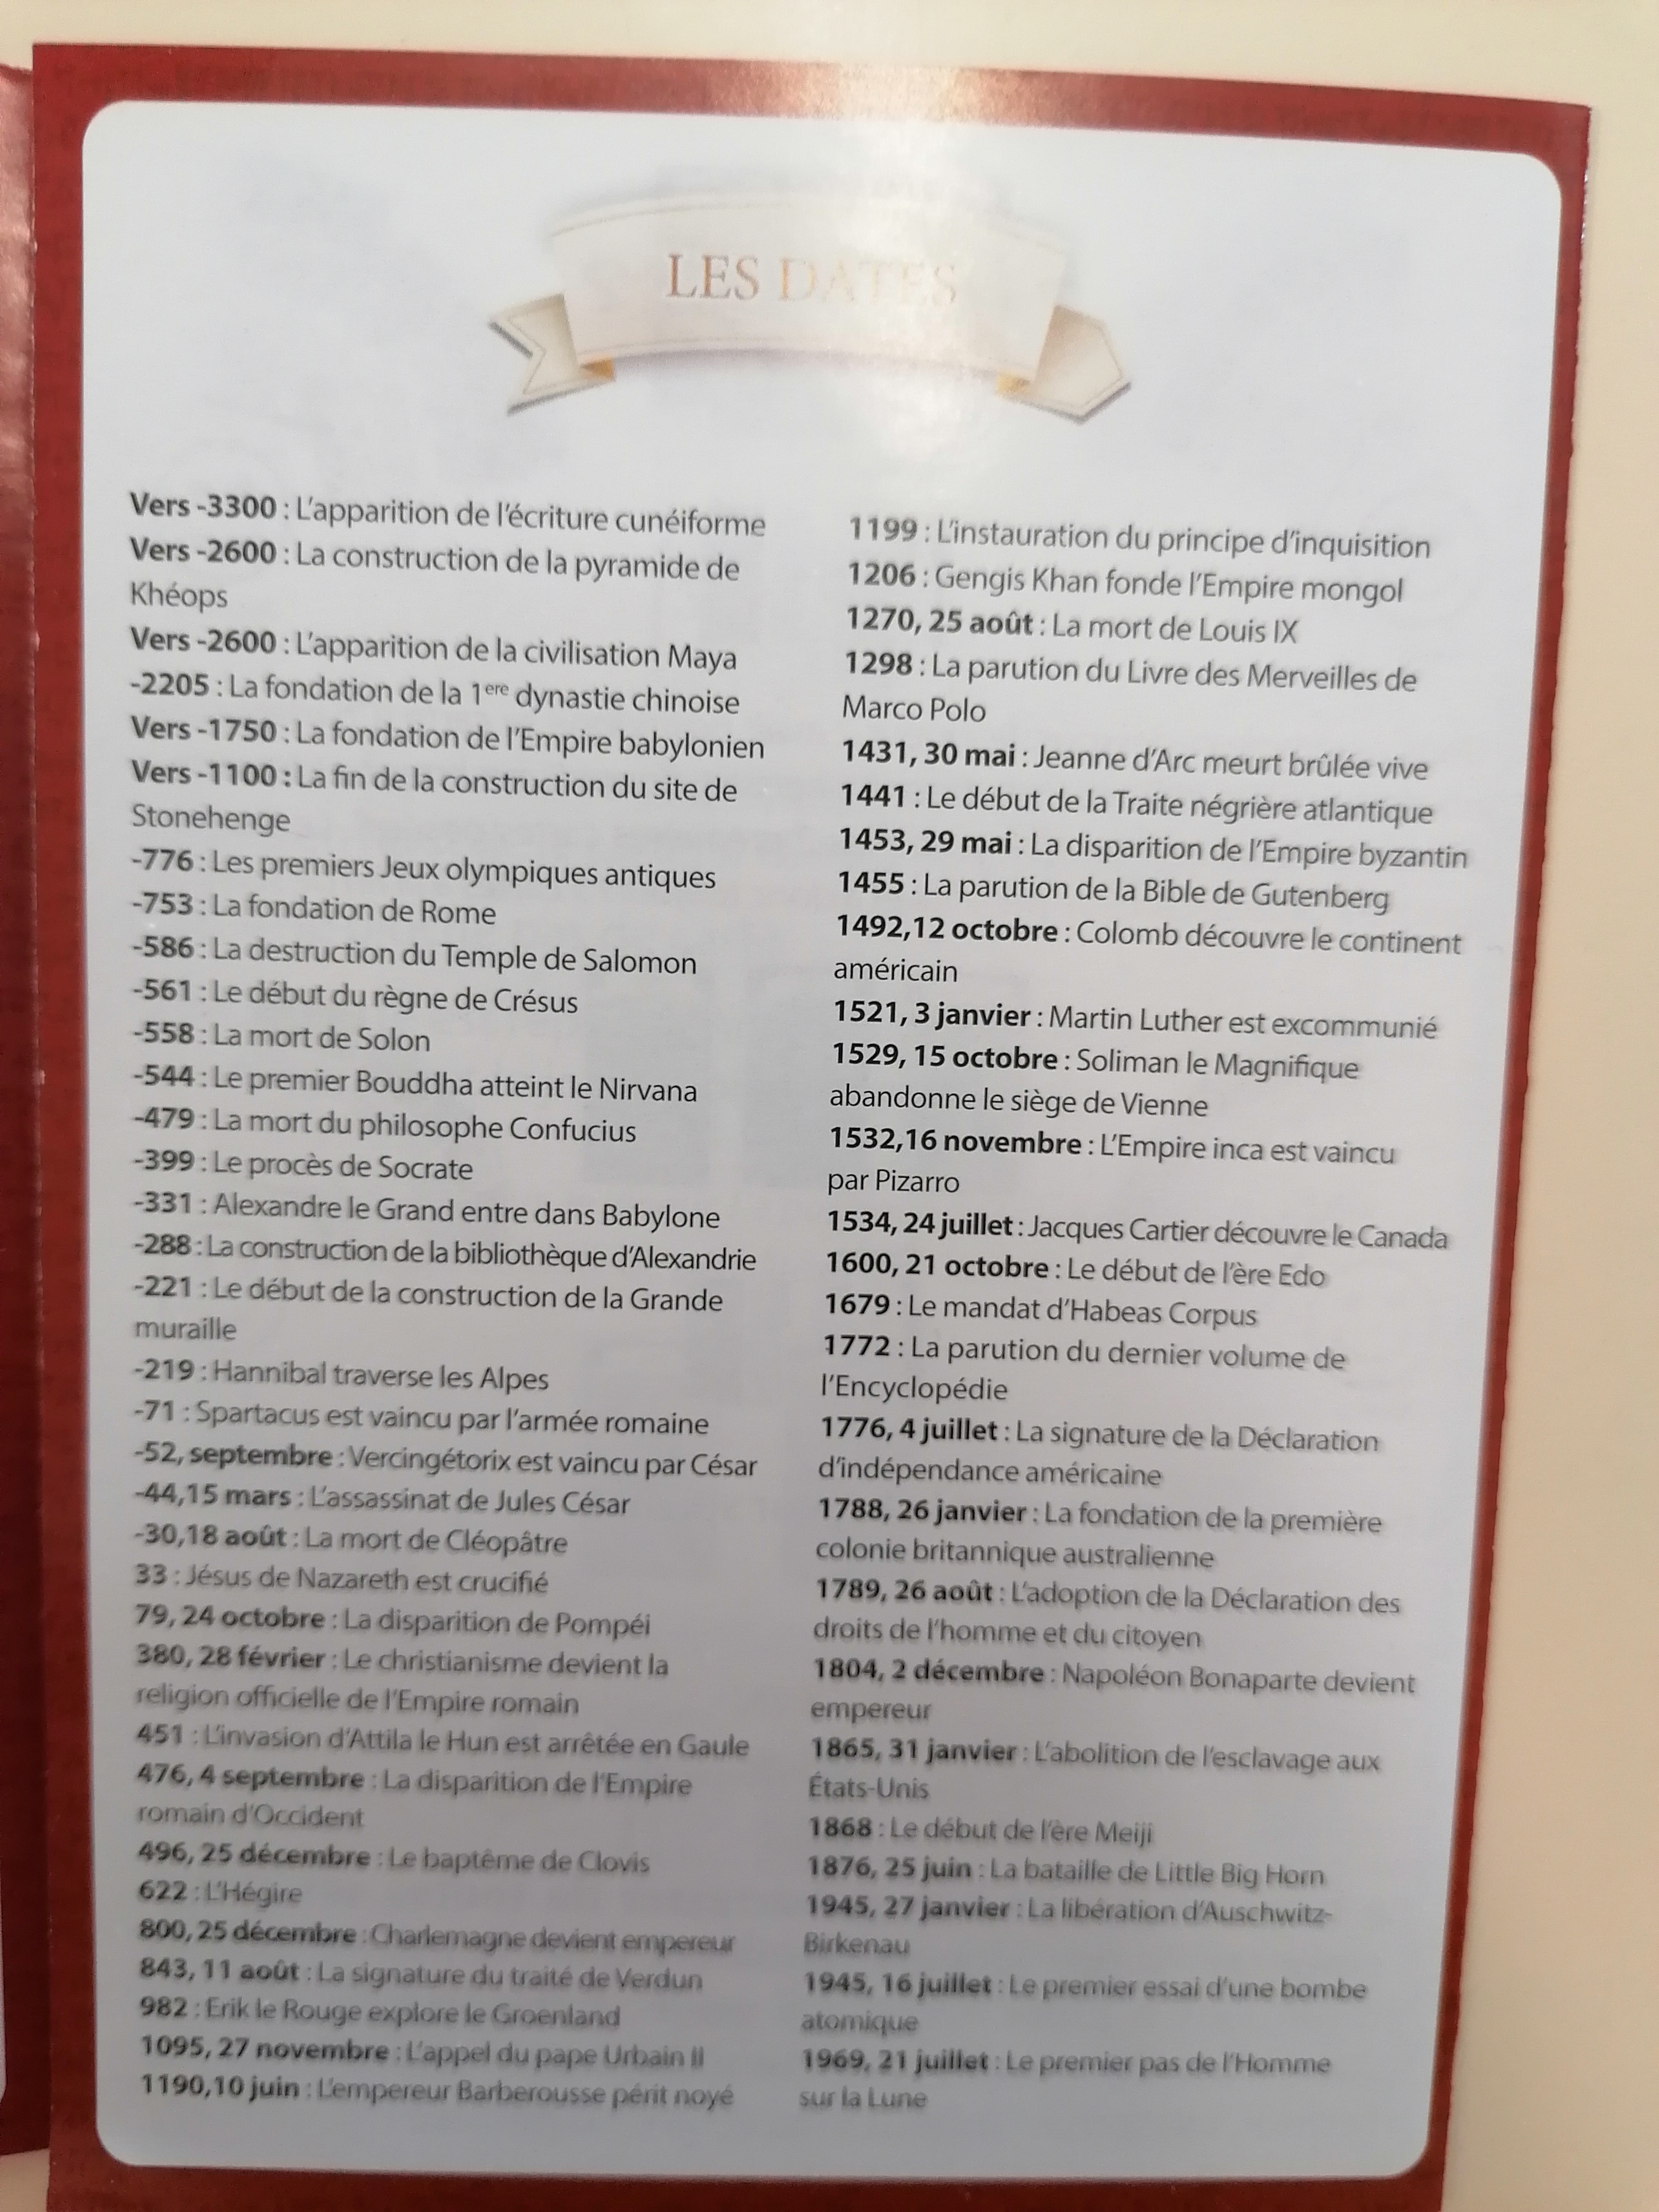 LES DATES
Vers -3300 : L'apparition de l'écriture cunéiforme
Vers -2600 : La construction de la pyramide de
Khéops
Vers -2600 : L'apparition de la civilisation Maya
-2205 : La fondation de la 1ere dynastie chinoise
Vers -1750 : La fondation de l'Empire babylonien
Vers -1100 : La fin de la construction du site de
Stonehenge
-776 : Les premiers Jeux olympiques antiques
-753 : La fondation de Rome
-586 : La destruction du Temple de Salomon
-561 : Le début du règne de Crésus
-558 : La mort de Solon
-544 : Le premier Bouddha atteint le Nirvana
-479 : La mort du philosophe Confucius
-399 : Le procès de Socrate
-331 : Alexandre le Grand entre dans Babylone
-288 : La construction de la bibliothèque d'Alexandrie
-221 : Le début de la construction de la Grande
muraille
-219 : Hannibal traverse les Alpes
-71 : Spartacus est vaincu par l'armée romaine
-52, septembre : Vercingétorix est vaincu par César
-44,15 mars : L'assassinat de Jules César
-30,18 août : La mort de Cléopâtre
33 : Jésus de Nazareth est crucifié
79, 24 octobre : La disparition de Pompéi
380, 28 février : Le christianisme devient la
religion officielle de l'Empire romain
451 : L'invasion d'Attila le Hun est arrêtée en Gaule
476, 4 septembre : La disparition de l'Empire
romain d'Occident
496, 25 décembre : Le baptême de Clovis
622 : L'Hégire
800, 25 décembre : Charlemagne devient empereur
843, 11 août : La signature du traité de Verdun
982 : Erik le Rouge explore le Groenland
1095, 27 novembre : L'appel du pape Urbain II
1190,10 juin : L'empereur Barberousse périt noyé
1199 : L'instauration du principe d'inquisition
1206 : Gengis Khan fonde l'Empire mongol
1270, 25 août : La mort de Louis IX
1298 : La parution du Livre des Merveilles de
Marco Polo
1431, 30 mai : Jeanne d'Arc meurt brûlée vive
1441 : Le début de la Traite négrière atlantique
1453, 29 mai : La disparition de l'Empire byzantin
1455 : La parution de la Bible de Gutenberg
1492,12 octobre : Colomb découvre le continent
américain
1521, 3 janvier : Martin Luther est excommunié
1529, 15 octobre : Soliman le Magnifique
abandonne le siège de Vienne
1532,16 novembre : L'Empire inca est vaincu
par Pizarro
1534, 24 juillet : Jacques Cartier découvre le Canada
1600, 21 octobre : Le début de l'ère Edo
1679 : Le mandat d'Habeas Corpus
1772 : La parution du dernier volume de
l'Encyclopédie
1776, 4 juillet : La signature de la Déclaration
d'indépendance américaine
1788, 26 janvier : La fondation de la première
colonie britannique australienne
1789, 26 août : L'adoption de la Déclaration des
droits de l'homme et du citoyen
1804, 2 décembre : Napoléon Bonaparte devient
empereur
1865, 31 janvier : L'abolition de l'esclavage aux
États-Unis
1868 : Le début de l'ère Meiji
1876, 25 juin : La bataille de Little Big Horn
1945, 27 janvier : La libération d'Auschwitz-
Birkenau
1945, 16 juillet : Le premier essai d'une bombe
atomique
1969, 21 juillet : Le premier pas de l'Homme
sur la Lune